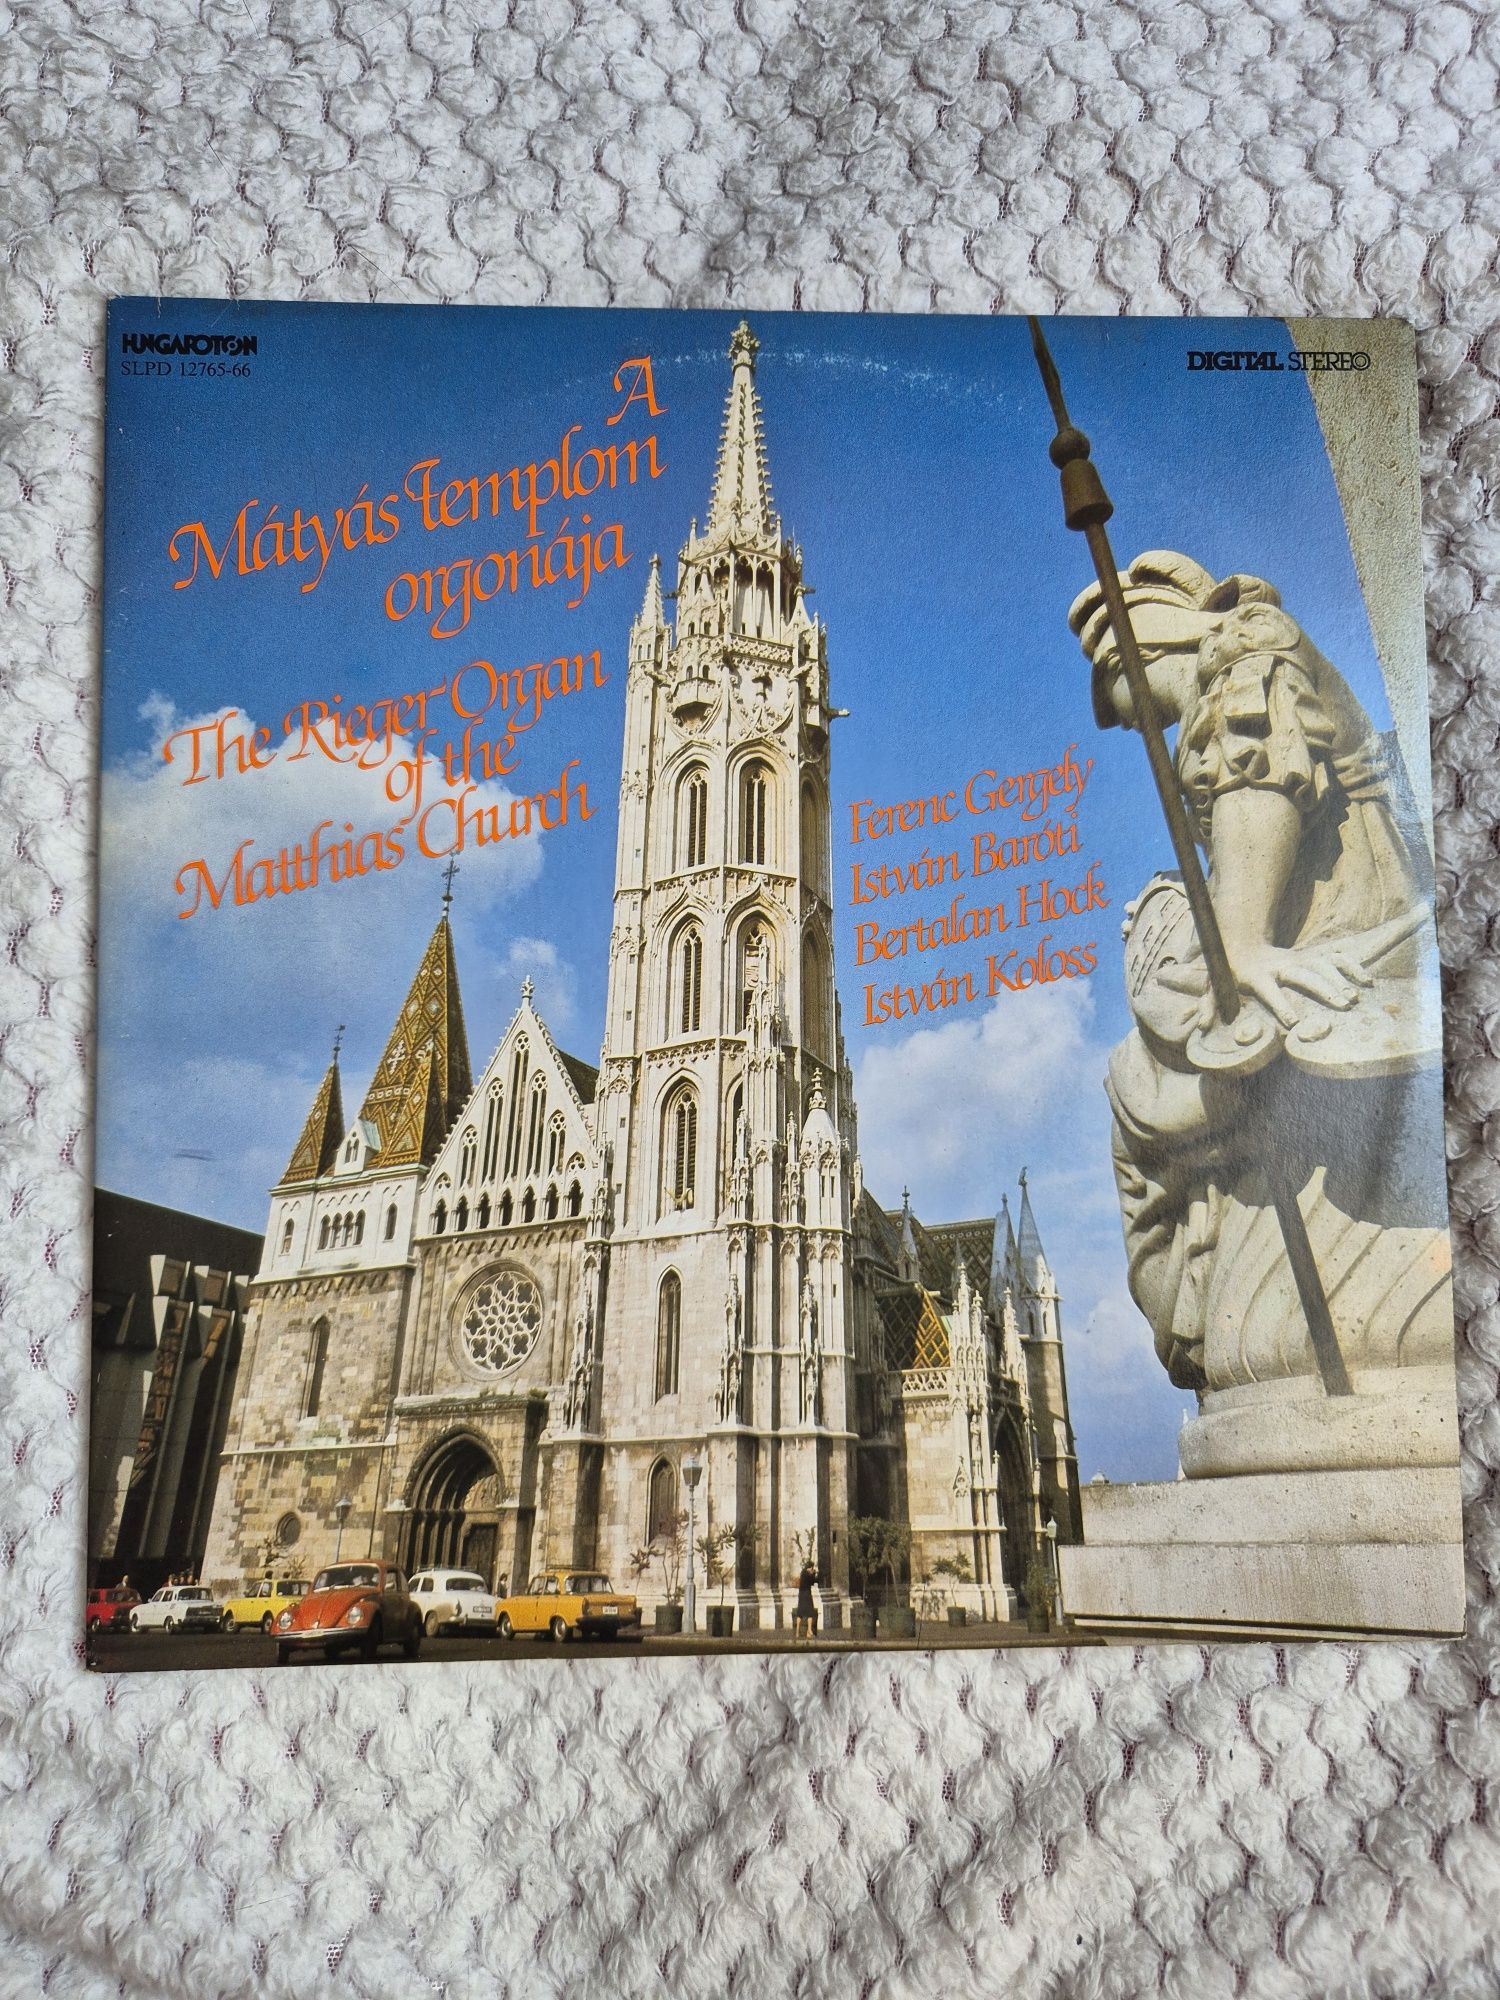 HUNGAROTON
SLPD 12765-66
DIGITAL STEREO
A
Mátyás templom
orgonája
The Rieger-Organ
of the
Matthias Church
Ferenc Gergely
István Baróti
Bertalan Hock
István Koloss